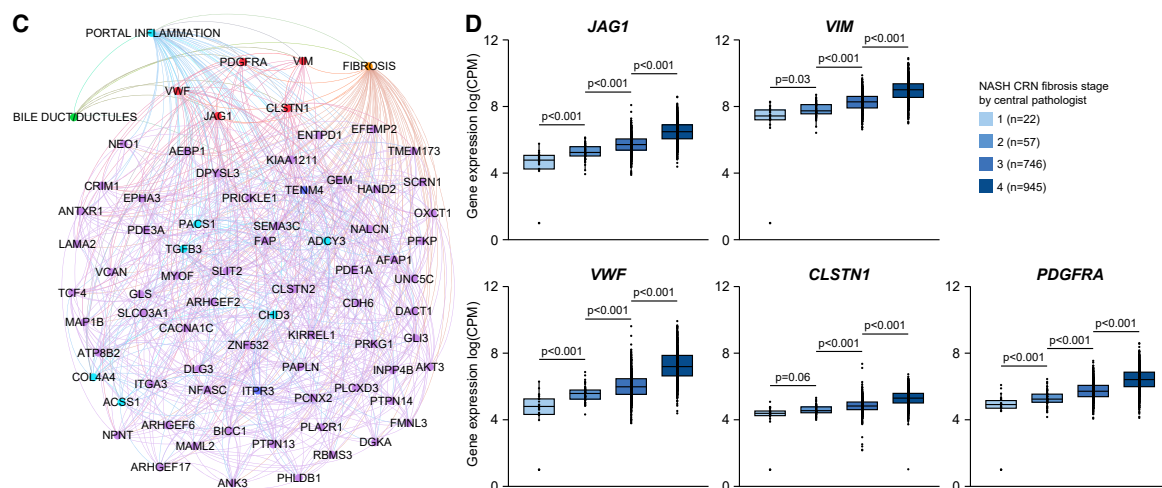 C
PORTAL INFLAMMATION
PDGFRA
VIM
FIBROSIS
VWF
CLSTN1
BILE DUCT/DUCTULES
JAG1
ENTPD1
EFEMP2
NEO1
AEBP1
TMEM173
KIAA1211
DPYSL3
GEM
SCRN1
CRIM1
TENM4
HAND2
EPHA3
PRICKLE1
ANTXR1
OXCT1
PACS1
SEMA3C
NALCN
PDE3A
FAP
ADCY3
PFKP
LAMA2
TGFB3
AFAP1
VCAN
MYOF
SLIT2
PDE1A
UNC5C
TCF4
GLS
CLSTN2
ARHGEF2
CDH6
DACT1
SLCO3A1
CHD3
MAP1B
CACNA1C
KIRREL1
GLI3
ZNF532
PRKG1
ATP8B2
DLG3
PAPLN
INPP4B
AKT3
COL4A4
ITGA3
NFASC
ITPR3
PLCXD3
PCNX2
PTPN14
ACSS1
ARHGEF6
PLA2R1
FMNL3
NPNT
BICC1
MAML2
PTPN13
DGKA
RBMS3
ARHGEF17
ANK3
PHLDB1
D
JAG1
Gene expression log(CPM)
12
8
4
0
p<0.001
p<0.001
p<0.001
VIM
12
8
4
0
p=0.03
p<0.001
p<0.001
NASH CRN fibrosis stage
by central pathologist
1 (n=22)
2 (n=57)
3 (n=746)
4 (n=945)
VWF
Gene expression log(CPM)
12
8
4
0
p<0.001
p<0.001
p<0.001
CLSTN1
12
8
4
0
p=0.06
p<0.001
p<0.001
PDGFRA
12
8
4
0
p<0.001
p<0.001
p<0.001